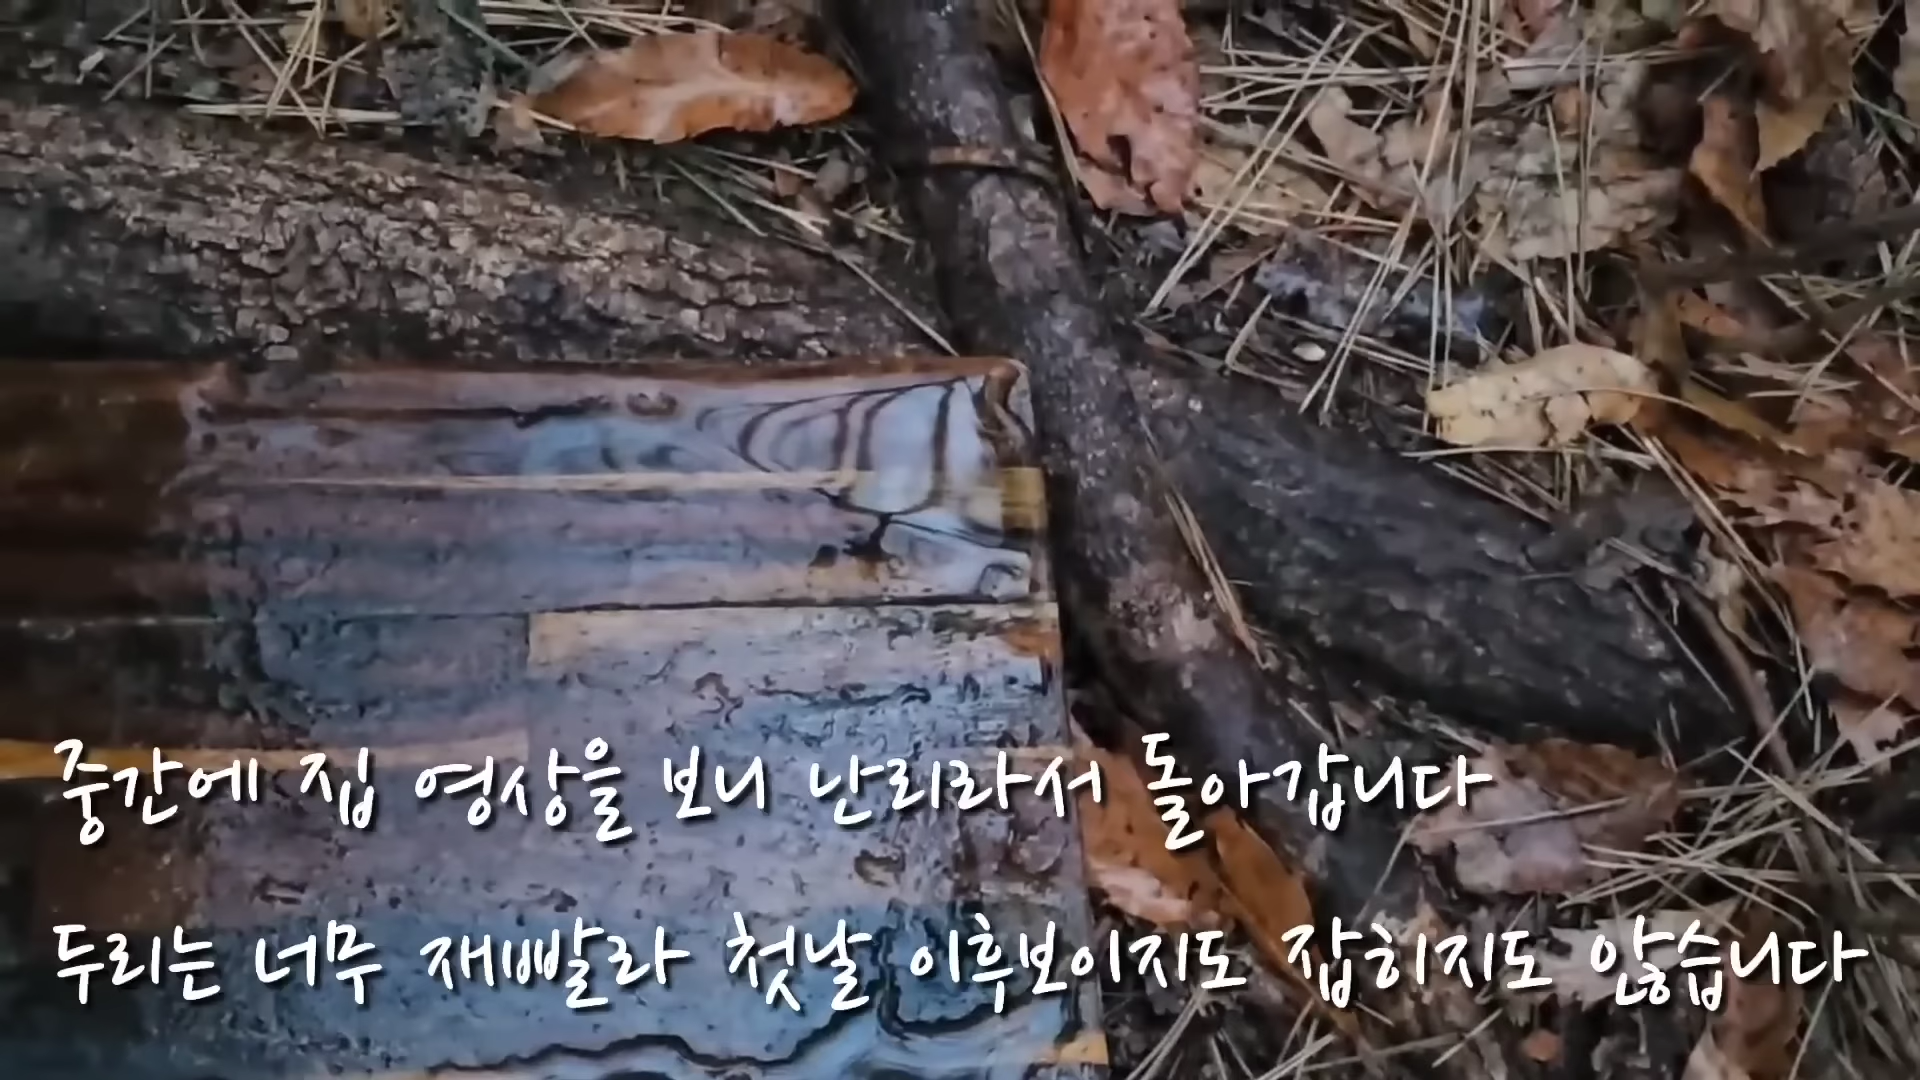 중간에 집 영상을 보니 난리라서 돌아갑니다
두리는 너무 재빨라 첫날 이후보이지도 잡히지도 않습니다